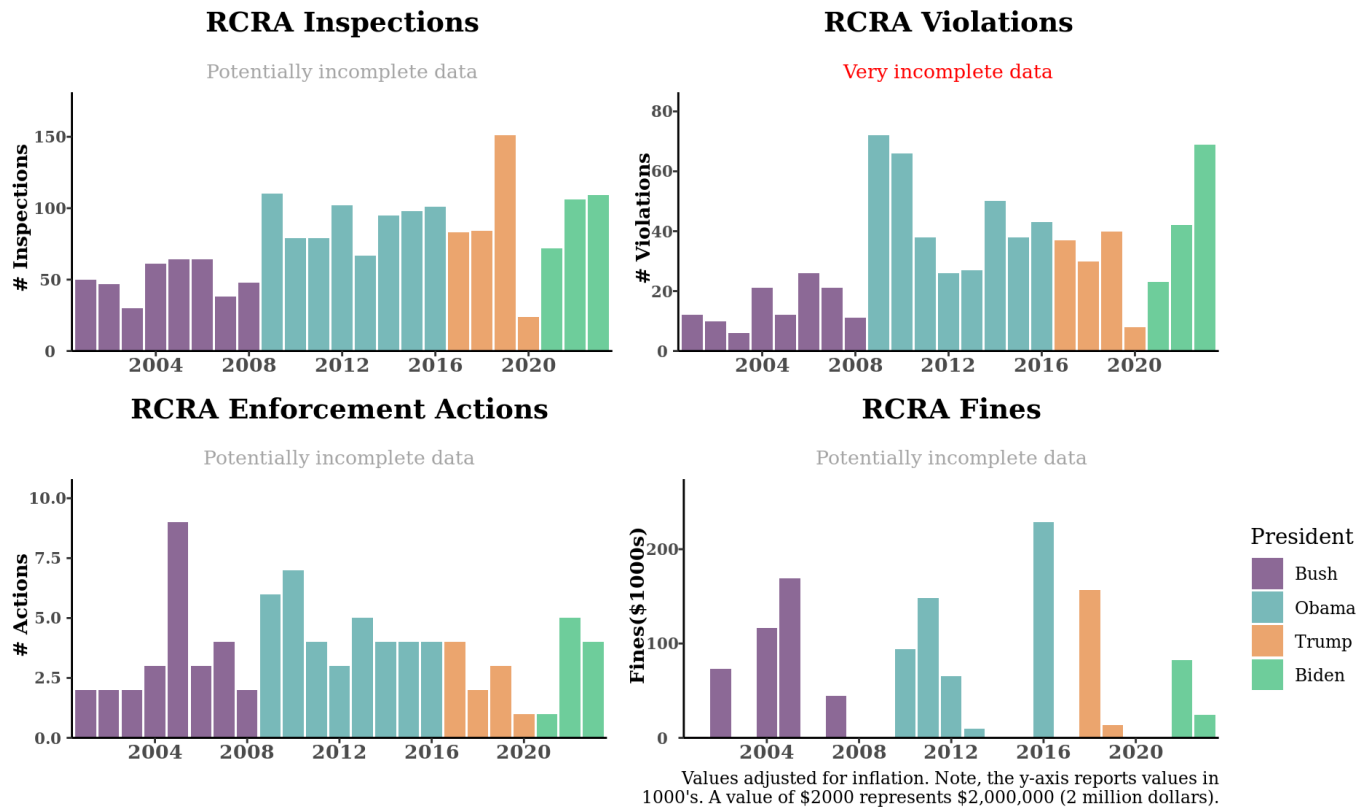 RCRA Inspections
Potentially incomplete data
# Inspections
150
100
50
0
2004 2008 2012 2016 2020
RCRA Violations
Very incomplete data
# Violations
80
60
40
20
0
2004 2008 2012 2016 2020
RCRA Enforcement Actions
Potentially incomplete data
# Actions
10.0
7.5
5.0
2.5
0.0
2004 2008 2012 2016 2020
RCRA Fines
Potentially incomplete data
Fines($1000s)
200
100
0
2004 2008 2012 2016 2020
Values adjusted for inflation. Note, the y-axis reports values in
1000's. A value of $2000 represents $2,000,000 (2 million dollars).
President
Bush
Obama
Trump
Biden